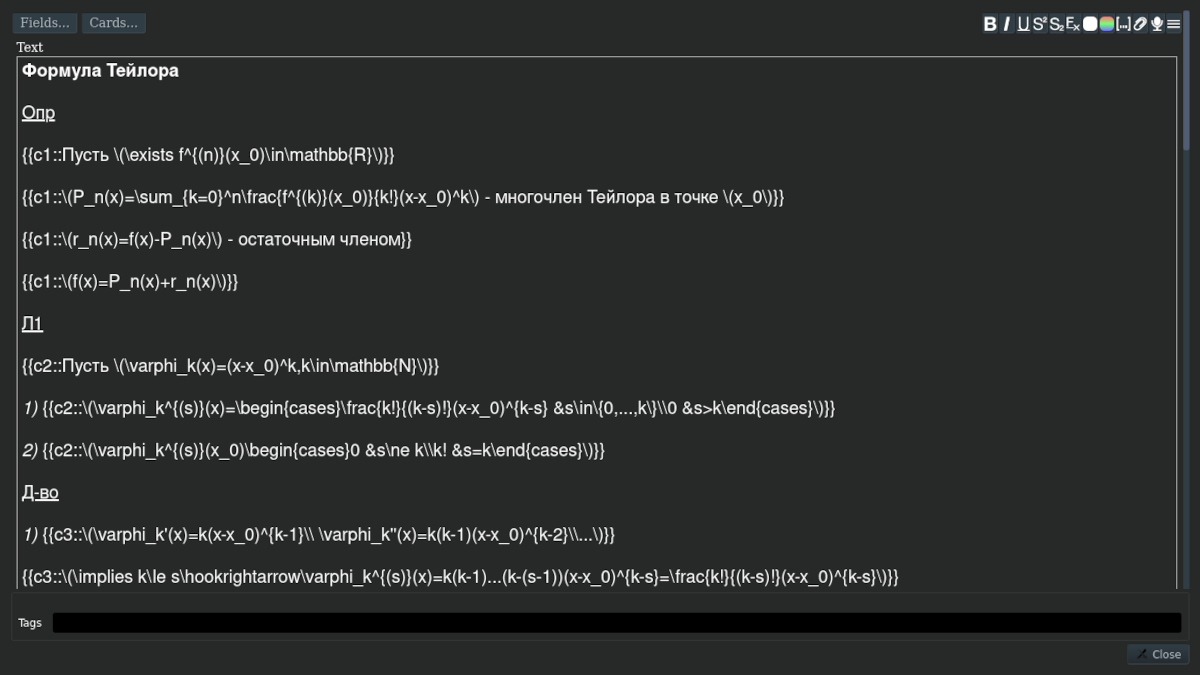 Fields... Cards... B I U S² S₂ Eₓ [...]
Text
Формула Тейлора
Опр
{{c1::Пусть \(\exists f^{(n)}(x_0)\in\mathbb{R}\)}}
{{c1::\(P_n(x)=\sum_{k=0}^n\frac{f^{(k)}(x_0)}{k!}(x-x_0)^k\) - многочлен Тейлора в точке \(x_0\)}}
{{c1::\(r_n(x)=f(x)-P_n(x)\) - остаточным членом}}
{{c1::\(f(x)=P_n(x)+r_n(x)\)}}
Л1
{{c2::Пусть \(\varphi_k(x)=(x-x_0)^k,k\in\mathbb{N}\)}}
1) {{c2::\(\varphi_k^{(s)}(x)=\begin{cases}\frac{k!}{(k-s)!}(x-x_0)^{k-s} &s\in\{0,...,k\}\\0 &s>k\end{cases}\)}}
2) {{c2::\(\varphi_k^{(s)}(x_0)\begin{cases}0 &s\ne k\\k! &s=k\end{cases}\)}}
Д-во
1) {{c3::\(\varphi_k'(x)=k(x-x_0)^{k-1}\\ \varphi_k''(x)=k(k-1)(x-x_0)^{k-2}\\...\)}}
{{c3::\(\implies k\le s\hookrightarrow\varphi_k^{(s)}(x)=k(k-1)...(k-(s-1))(x-x_0)^{k-s}=\frac{k!}{(k-s)!}(x-x_0)^{k-s}\)}}
Tags
Close